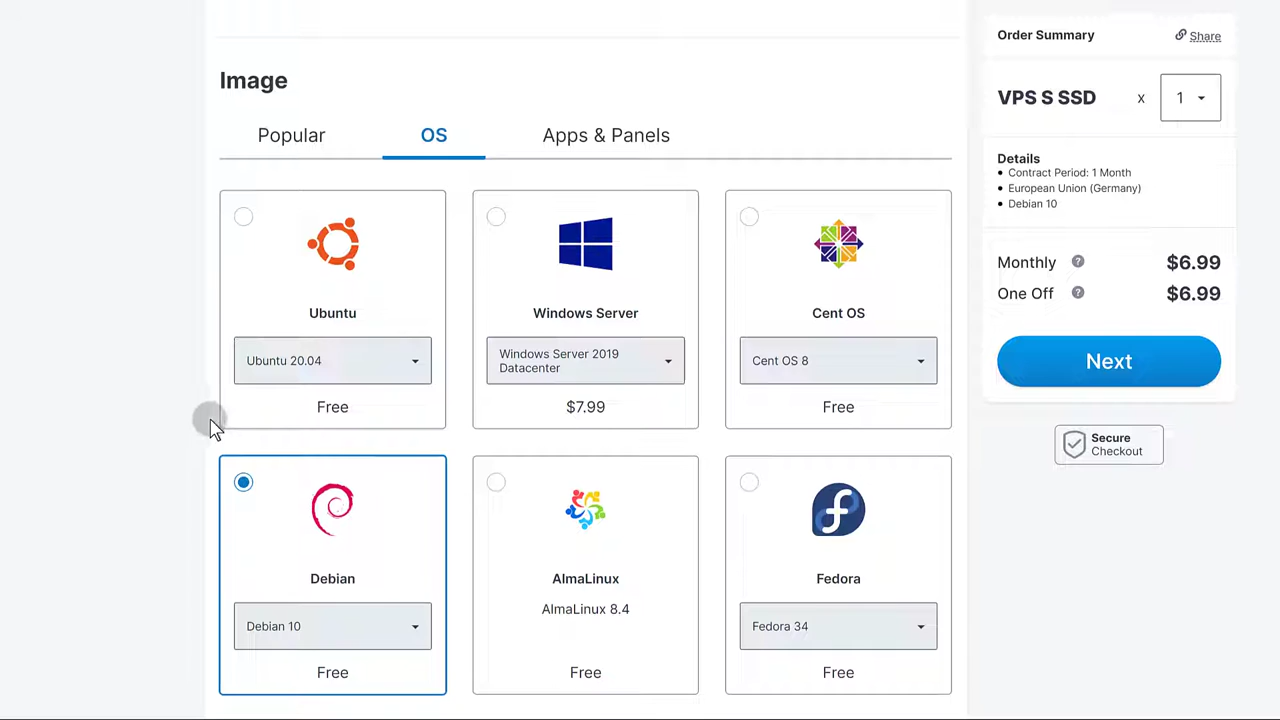 Image
Popular
OS
Apps & Panels
Ubuntu
Ubuntu 20.04
Free
Windows Server
Windows Server 2019
Datacenter
$7.99
Cent OS
Cent OS 8
Free
Debian
Debian 10
Free
AlmaLinux
AlmaLinux 8.4
Free
Fedora
Fedora 34
Free
Order Summary
Share
VPS S SSD
x
1
Details
Contract Period: 1 Month
European Union (Germany)
Debian 10
Monthly ? $6.99
One Off ? $6.99
Next
Secure
Checkout